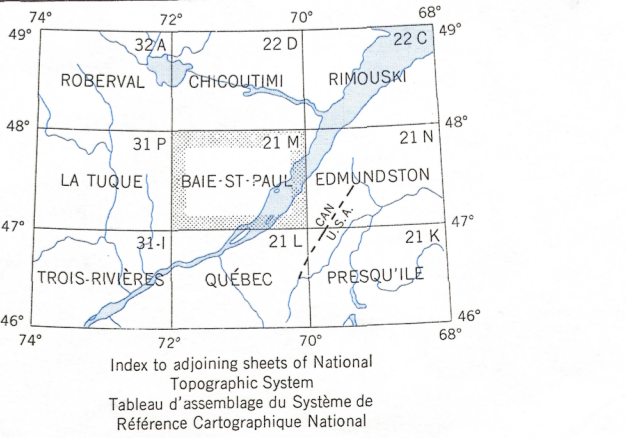 74° 72° 70° 68°
49° 32 A 22 D 22 C 49°
ROBERVAL CHICOUTIMI RIMOUSKI
48° 31 P 21 M 21 N 48°
LA TUQUE BAIE-ST-PAUL EDMUNDSTON
CAN
U.S.A.
47° 31-I 21 L 21 K 47°
TROIS-RIVIÈRES QUÉBEC PRESQU'ILE
46° 46°
74° 72° 70° 68°
Index to adjoining sheets of National
Topographic System
Tableau d'assemblage du Système de
Référence Cartographique National